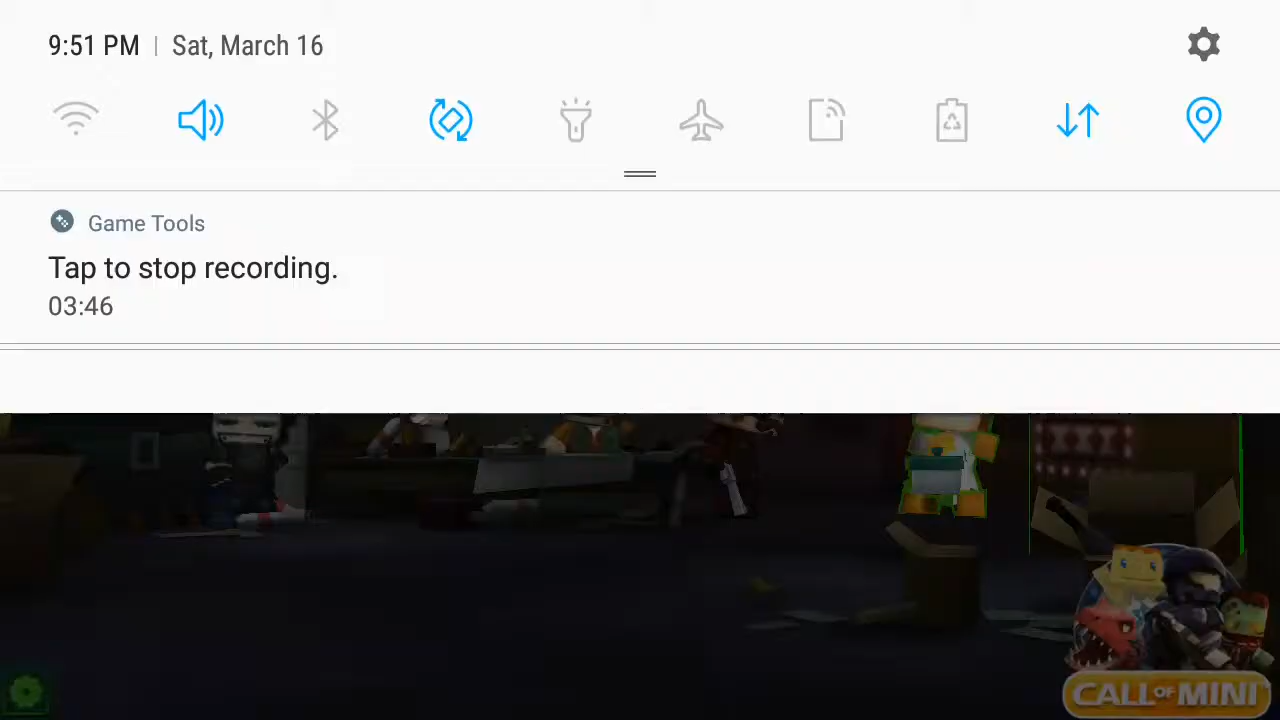 9:51 PM | Sat, March 16
Game Tools
Tap to stop recording.
03:46
CALL OF MINI